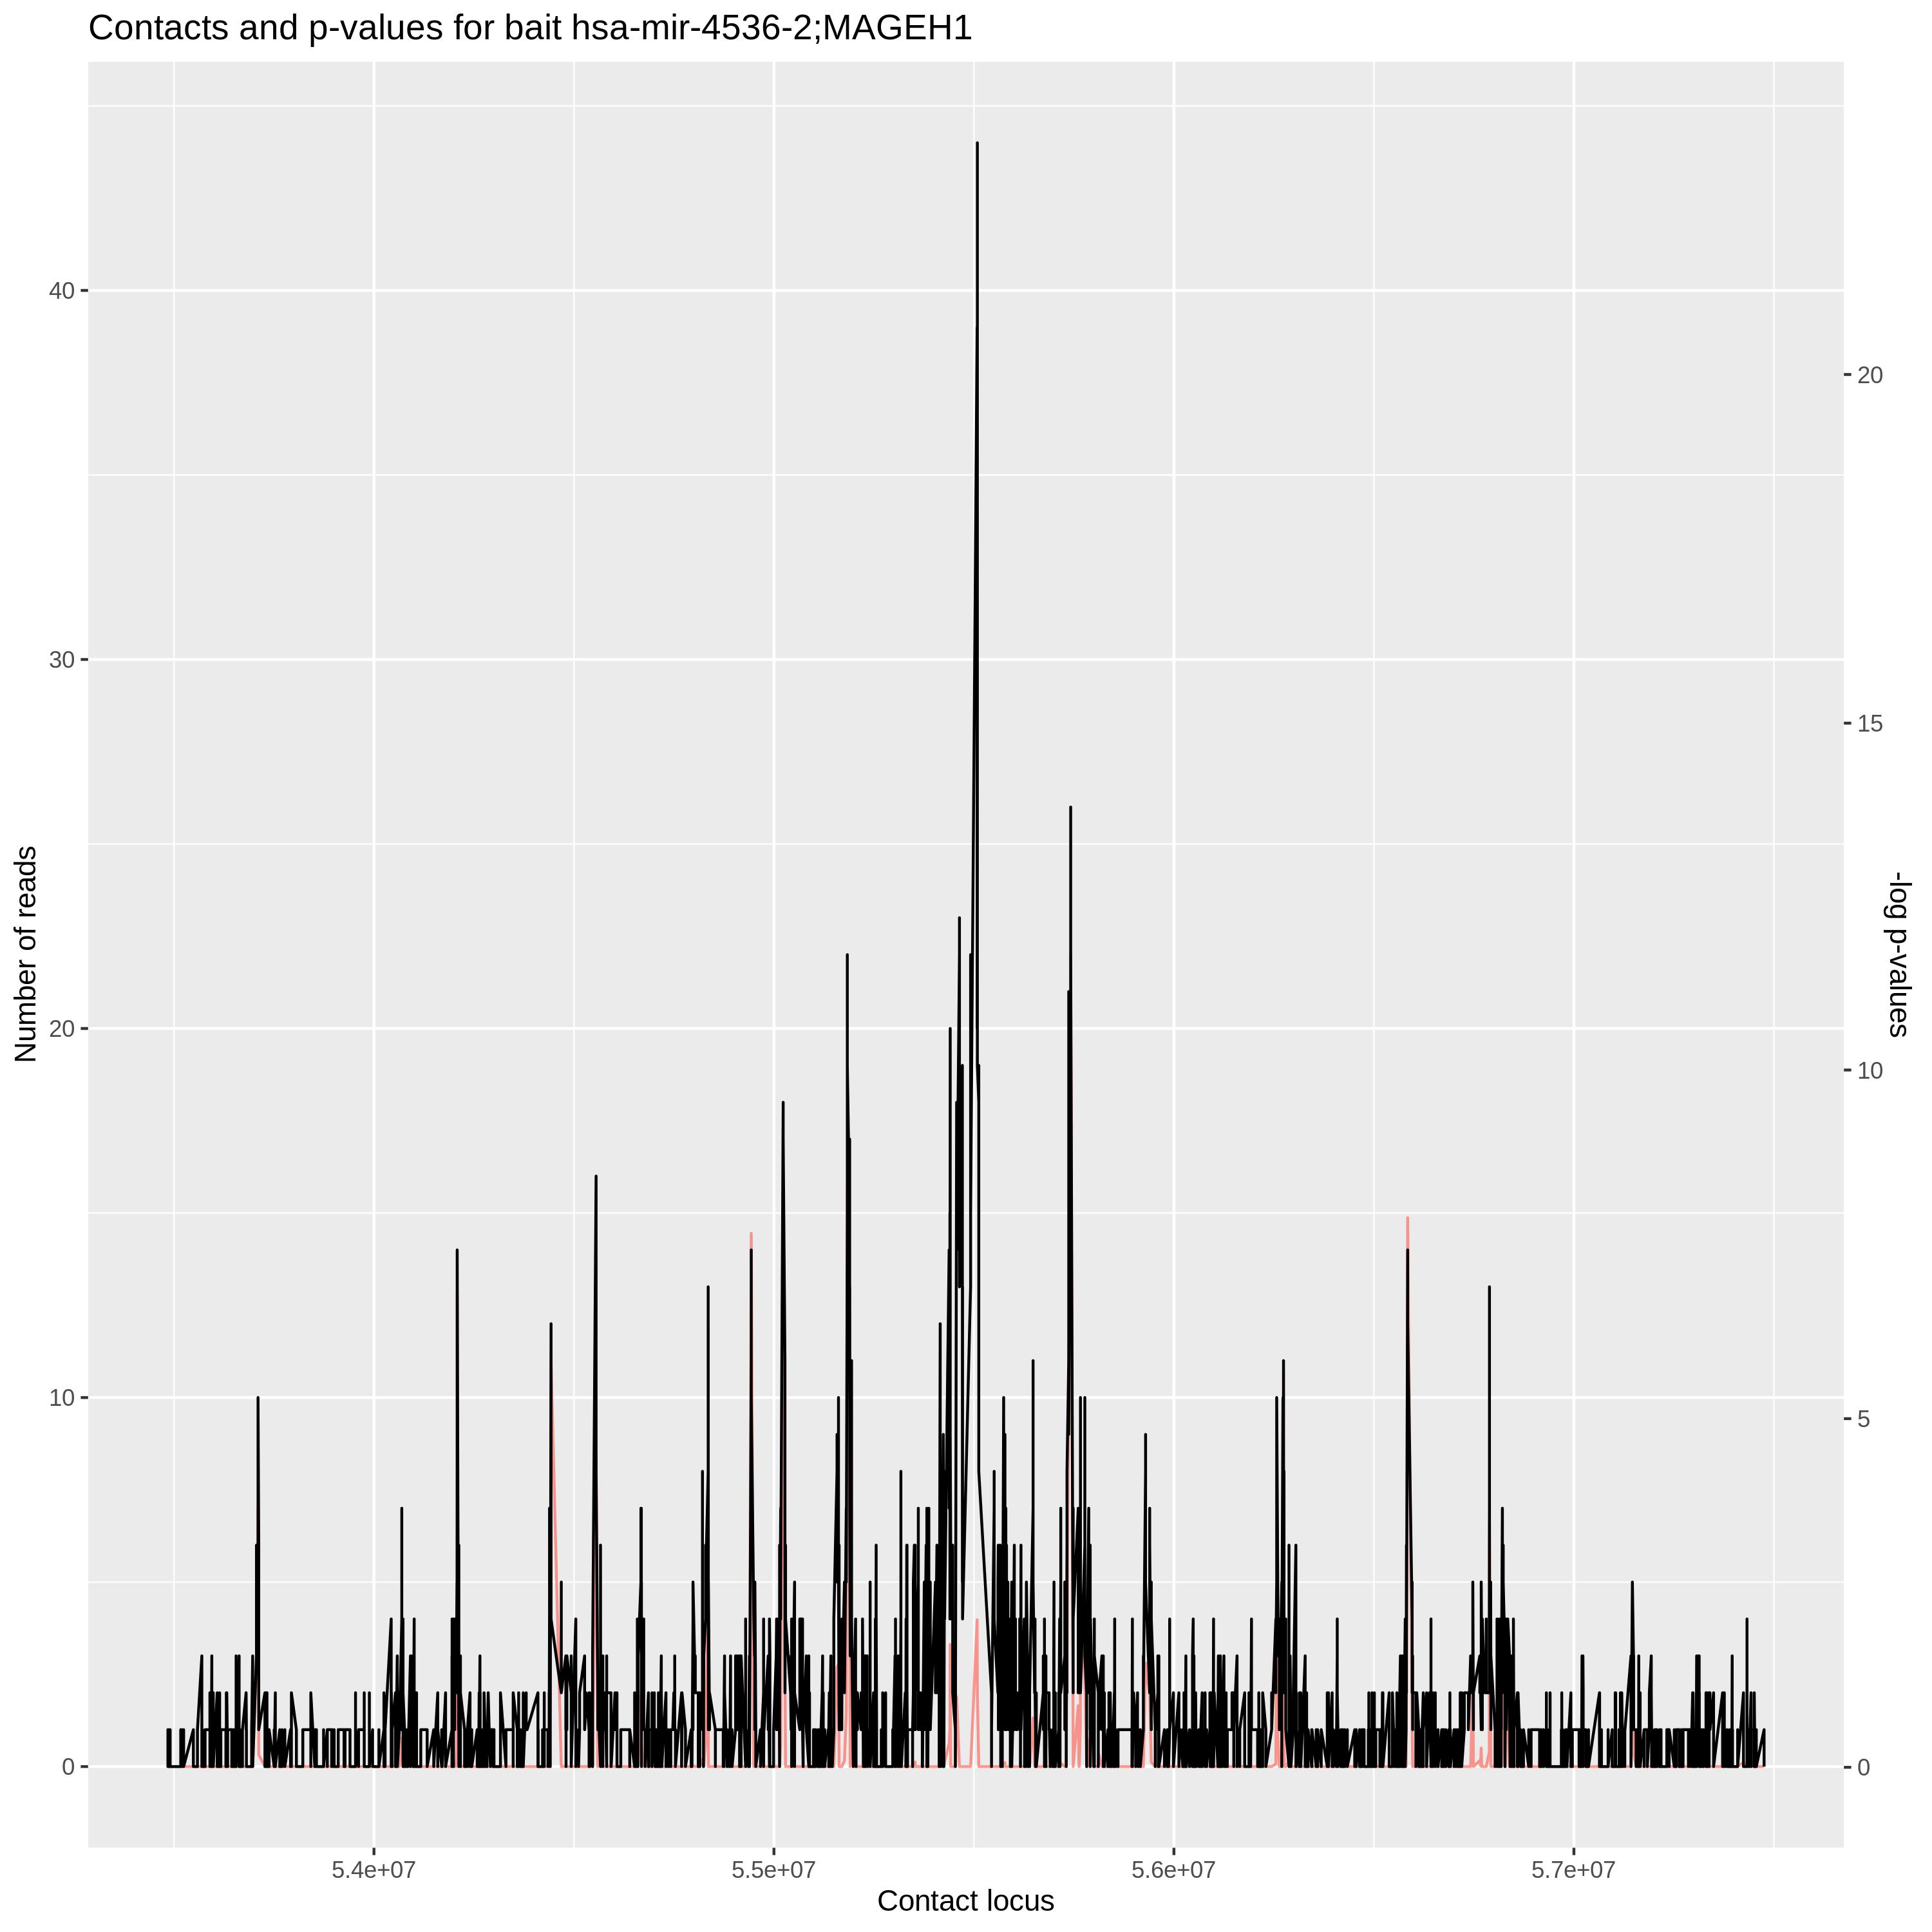 Contacts and p-values for bait hsa-mir-4536-2;MAGEH1
Number of reads
40
30
20
10
0
20
15
10
5
0
-log p-values
5.4e+07
5.5e+07
5.6e+07
5.7e+07
Contact locus